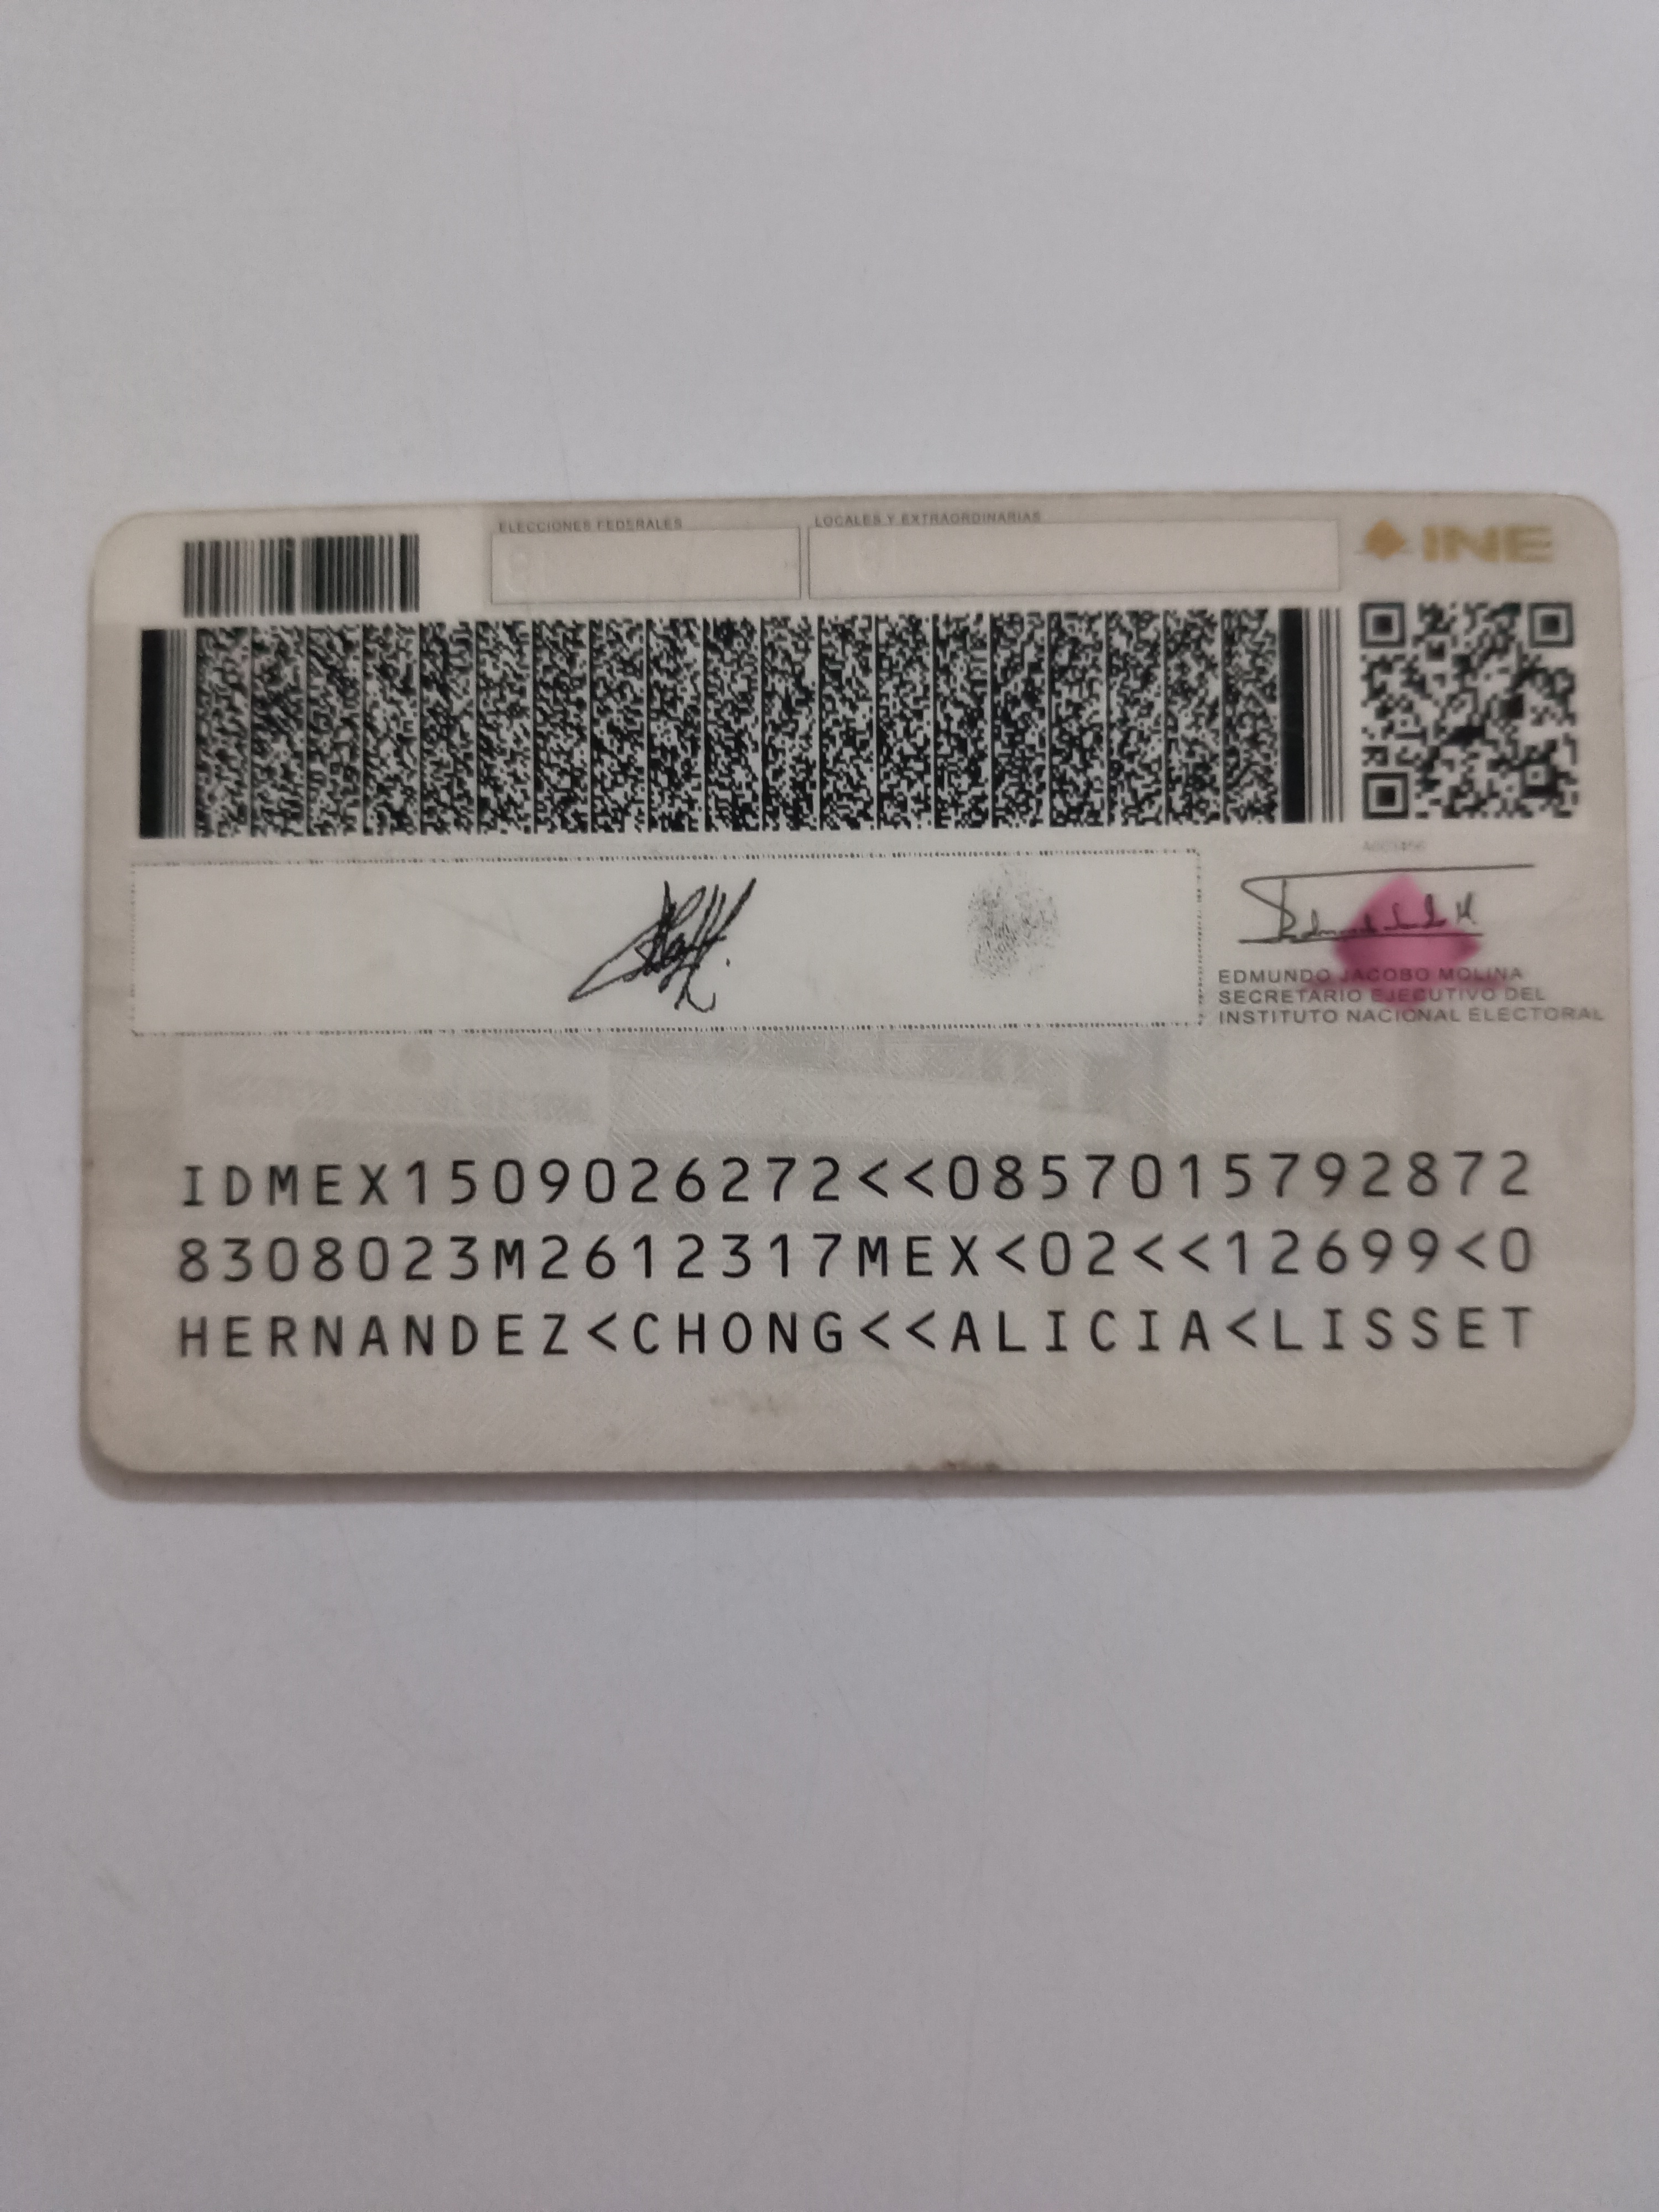 ELECCIONES FEDERALES
LOCALES Y EXTRAORDINARIAS
INE
EDMUNDO JACOBO MOLINA
SECRETARIO EJECUTIVO DEL
INSTITUTO NACIONAL ELECTORAL
IDMEX1509026272<<0857015792872
8308023M2612317MEX<02<<12699<0
HERNANDEZ<CHONG<<ALICIA<LISSET